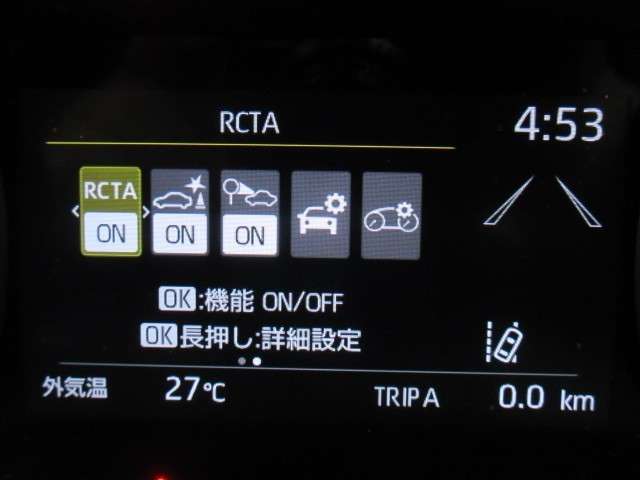 RCTA 4:53
RCTA
ON ON ON
OK:機能 ON/OFF
OK長押し:詳細設定
外気温 27℃ TRIP A 0.0 km